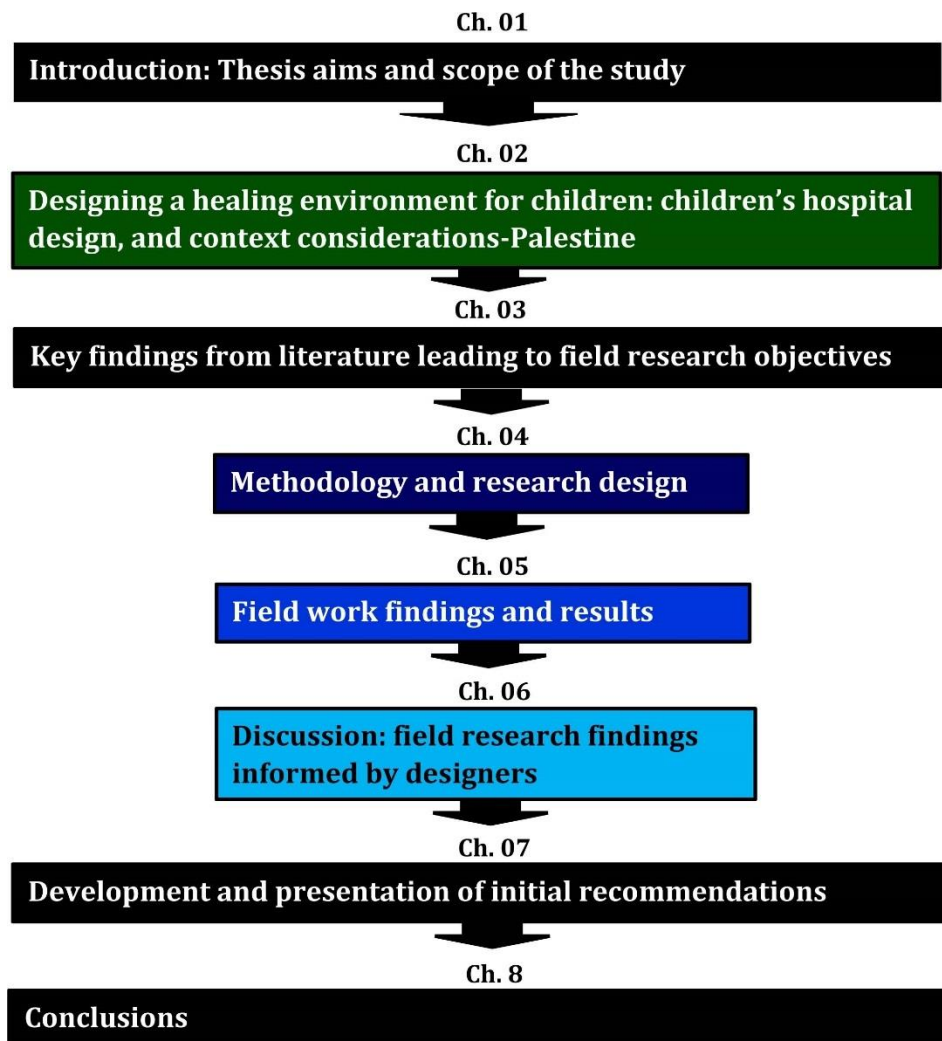 Ch. 01
Introduction: Thesis aims and scope of the study
Ch. 02
Designing a healing environment for children: children’s hospital
design, and context considerations-Palestine
Ch. 03
Key findings from literature leading to field research objectives
Ch. 04
Methodology and research design
Ch. 05
Field work findings and results
Ch. 06
Discussion: field research findings
informed by designers
Ch. 07
Development and presentation of initial recommendations
Ch. 8
Conclusions